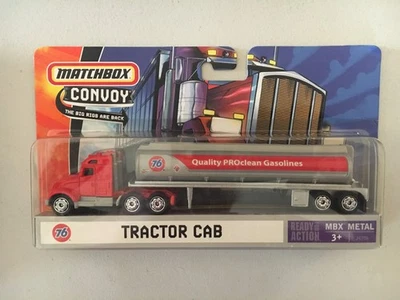 MATCHBOX
CONVOY
THE BIG RIGS ARE BACK
76 Quality PROclean Gasolines
76 TRACTOR CAB
READY for ACTION
MBX METAL
3+